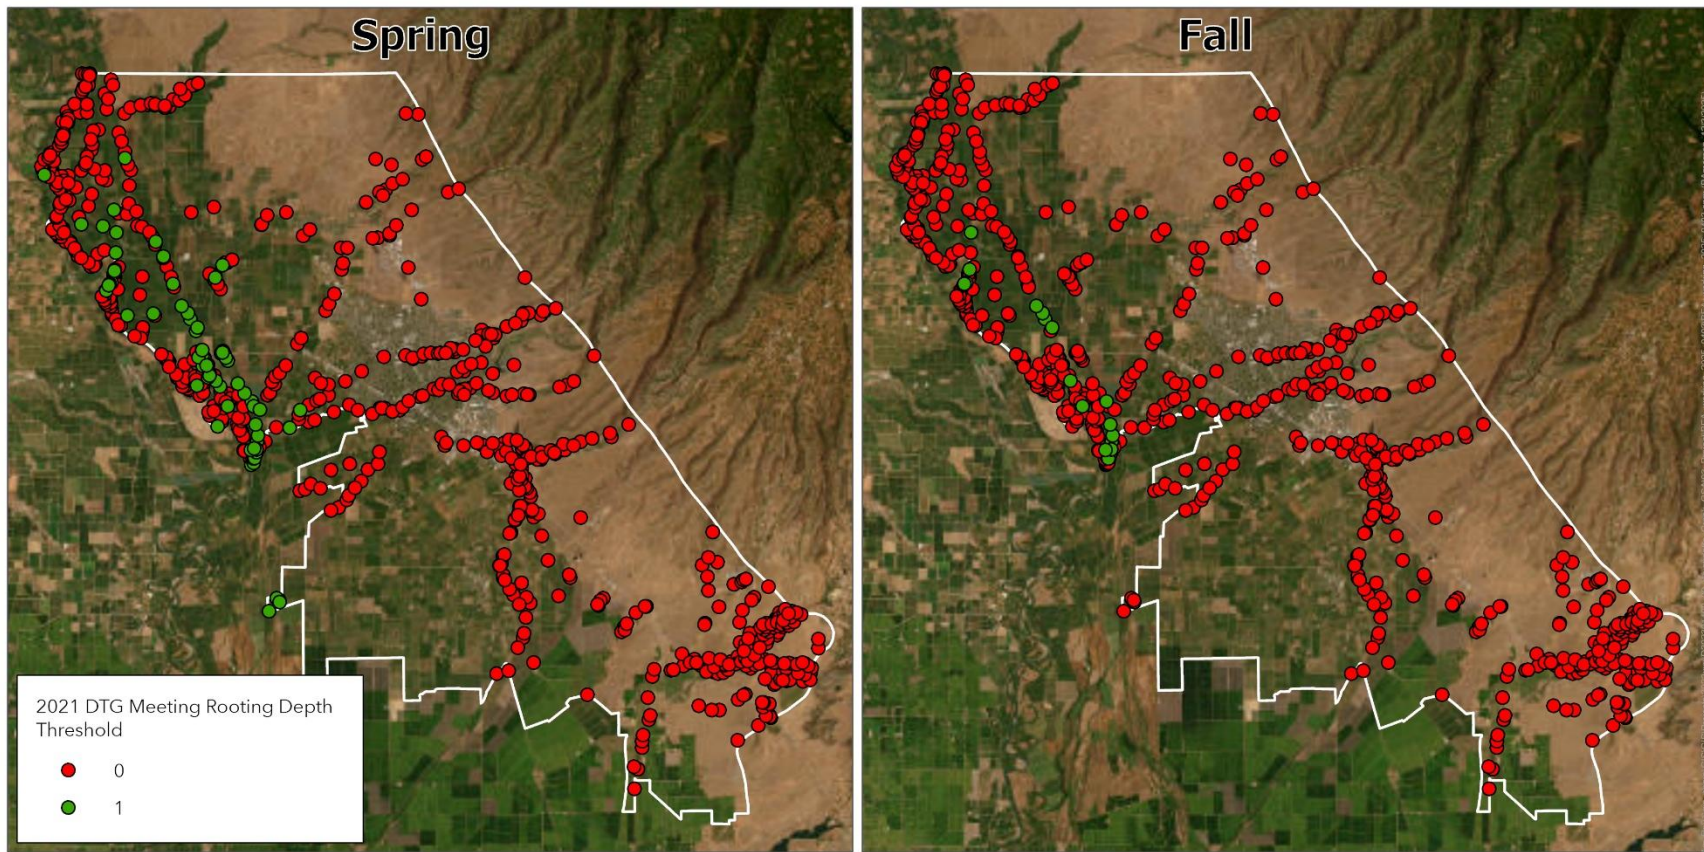 Spring
Fall
2021 DTG Meeting Rooting Depth
Threshold
0
1